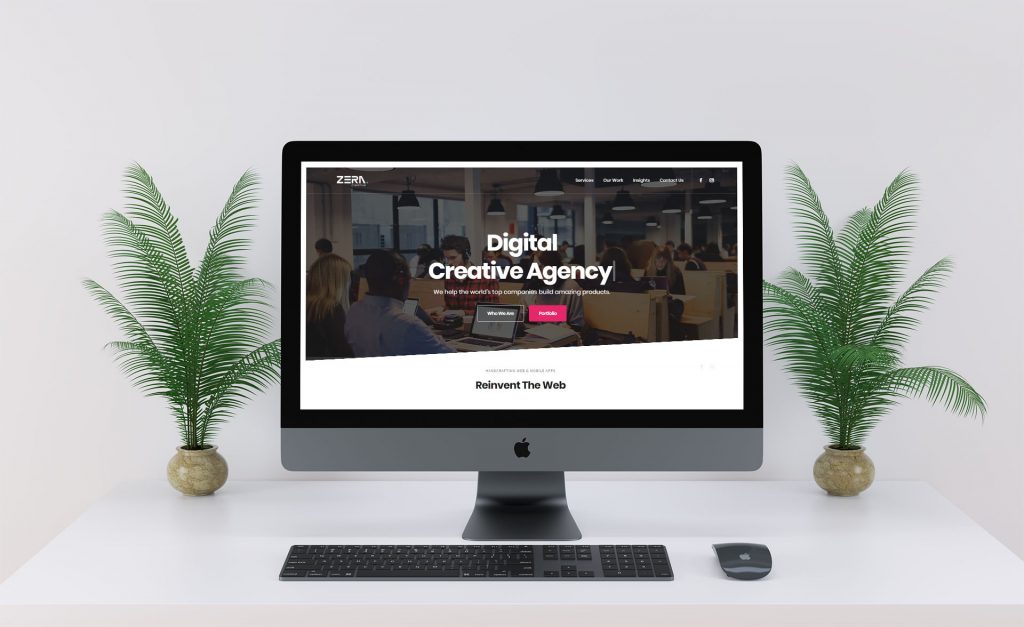 ZERA
Services Our Work Insights Contact Us
Digital
Creative Agency
We help the world's top companies build amazing products.
Who We Are Portfolio
HANDCRAFTING WEB & MOBILE APPS
Reinvent The Web